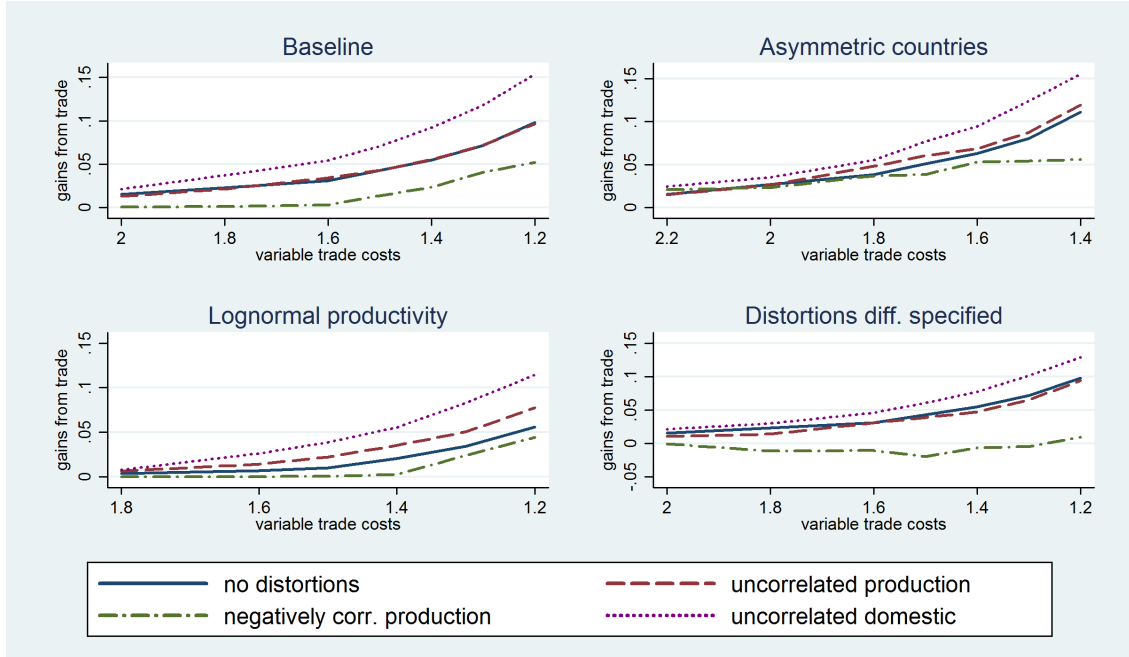 Baseline
gains from trade
.15
.1
.05
0
2 1.8 1.6 1.4 1.2
variable trade costs
Asymmetric countries
gains from trade
.15
.1
.05
0
2.2 2 1.8 1.6 1.4
variable trade costs
Lognormal productivity
gains from trade
.15
.1
.05
0
1.8 1.6 1.4 1.2
variable trade costs
Distortions diff. specified
gains from trade
.15
.1
.05
0
-.05
2 1.8 1.6 1.4 1.2
variable trade costs
no distortions uncorrelated production
negatively corr. production uncorrelated domestic